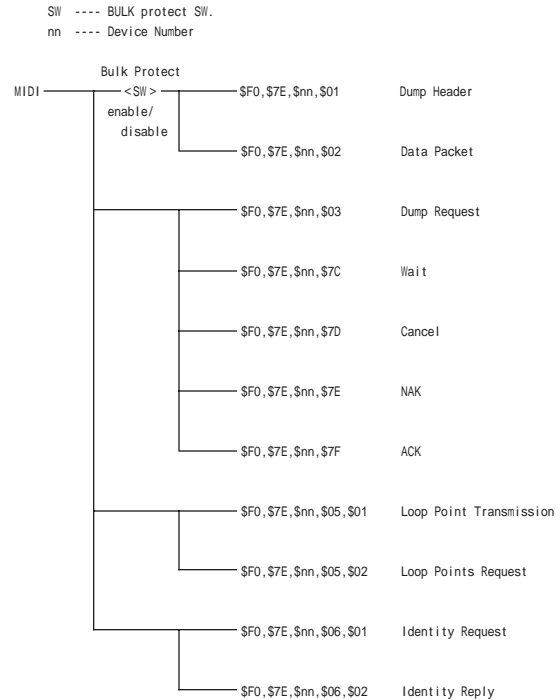 SW ---- BULK protect SW.
nn ---- Device Number
Bulk Protect
MIDI <SW> $F0,$7E,$nn,$01 Dump Header
enable/
disable
$F0,$7E,$nn,$02 Data Packet
$F0,$7E,$nn,$03 Dump Request
$F0,$7E,$nn,$7C Wait
$F0,$7E,$nn,$7D Cancel
$F0,$7E,$nn,$7E NAK
$F0,$7E,$nn,$7F ACK
$F0,$7E,$nn,$05,$01 Loop Point Transmission
$F0,$7E,$nn,$05,$02 Loop Points Request
$F0,$7E,$nn,$06,$01 Identity Request
$F0,$7E,$nn,$06,$02 Identity Reply